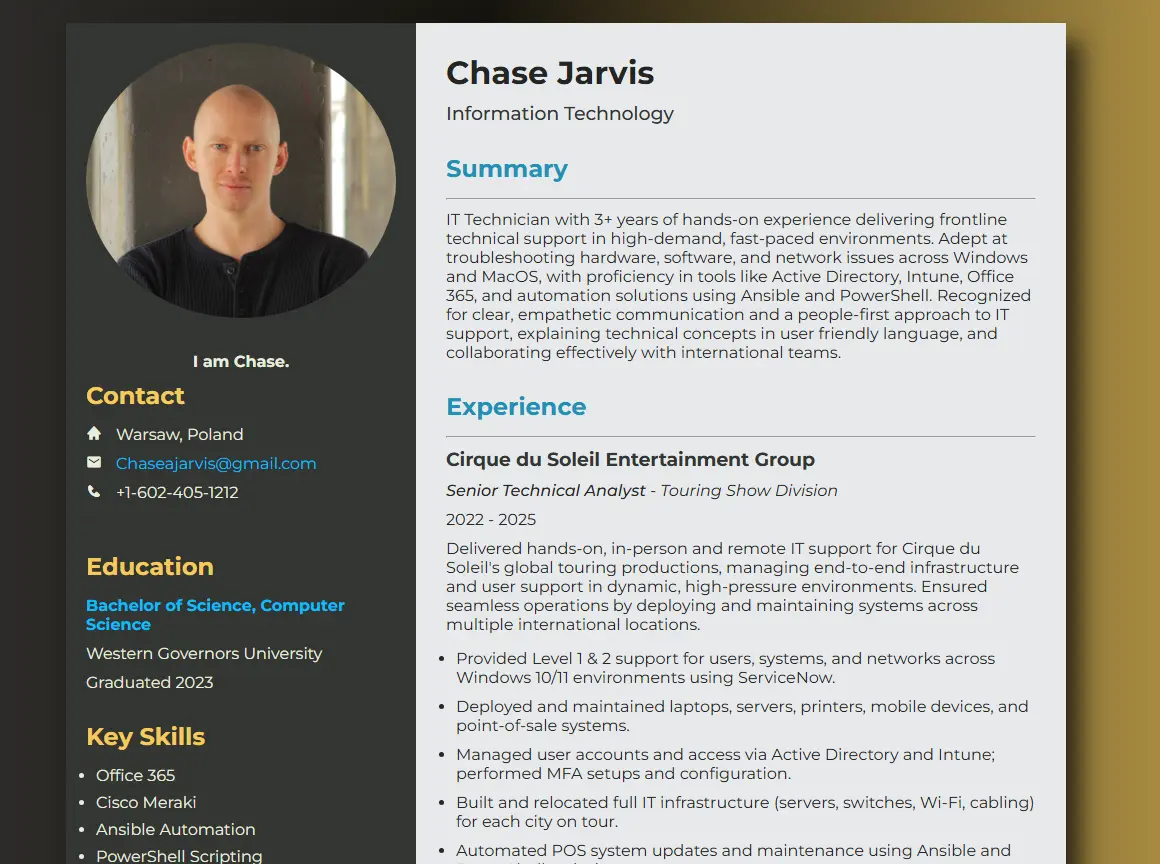 I am Chase.
Contact
Warsaw, Poland
Chaseajarvis@gmail.com
+1-602-405-1212
Education
Bachelor of Science, Computer
Science
Western Governors University
Graduated 2023
Key Skills
Office 365
Cisco Meraki
Ansible Automation
PowerShell Scripting
Chase Jarvis
Information Technology
Summary
IT Technician with 3+ years of hands-on experience delivering frontline
technical support in high-demand, fast-paced environments. Adept at
troubleshooting hardware, software, and network issues across Windows
and MacOS, with proficiency in tools like Active Directory, Intune, Office
365, and automation solutions using Ansible and PowerShell. Recognized
for clear, empathetic communication and a people-first approach to IT
support, explaining technical concepts in user friendly language, and
collaborating effectively with international teams.
Experience
Cirque du Soleil Entertainment Group
Senior Technical Analyst - Touring Show Division
2022 - 2025
Delivered hands-on, in-person and remote IT support for Cirque du
Soleil's global touring productions, managing end-to-end infrastructure
and user support in dynamic, high-pressure environments. Ensured
seamless operations by deploying and maintaining systems across
multiple international locations.
• Provided Level 1 & 2 support for users, systems, and networks across
Windows 10/11 environments using ServiceNow.
• Deployed and maintained laptops, servers, printers, mobile devices, and
point-of-sale systems.
• Managed user accounts and access via Active Directory and Intune;
performed MFA setups and configuration.
• Built and relocated full IT infrastructure (servers, switches, Wi-Fi, cabling)
for each city on tour.
• Automated POS system updates and maintenance using Ansible and